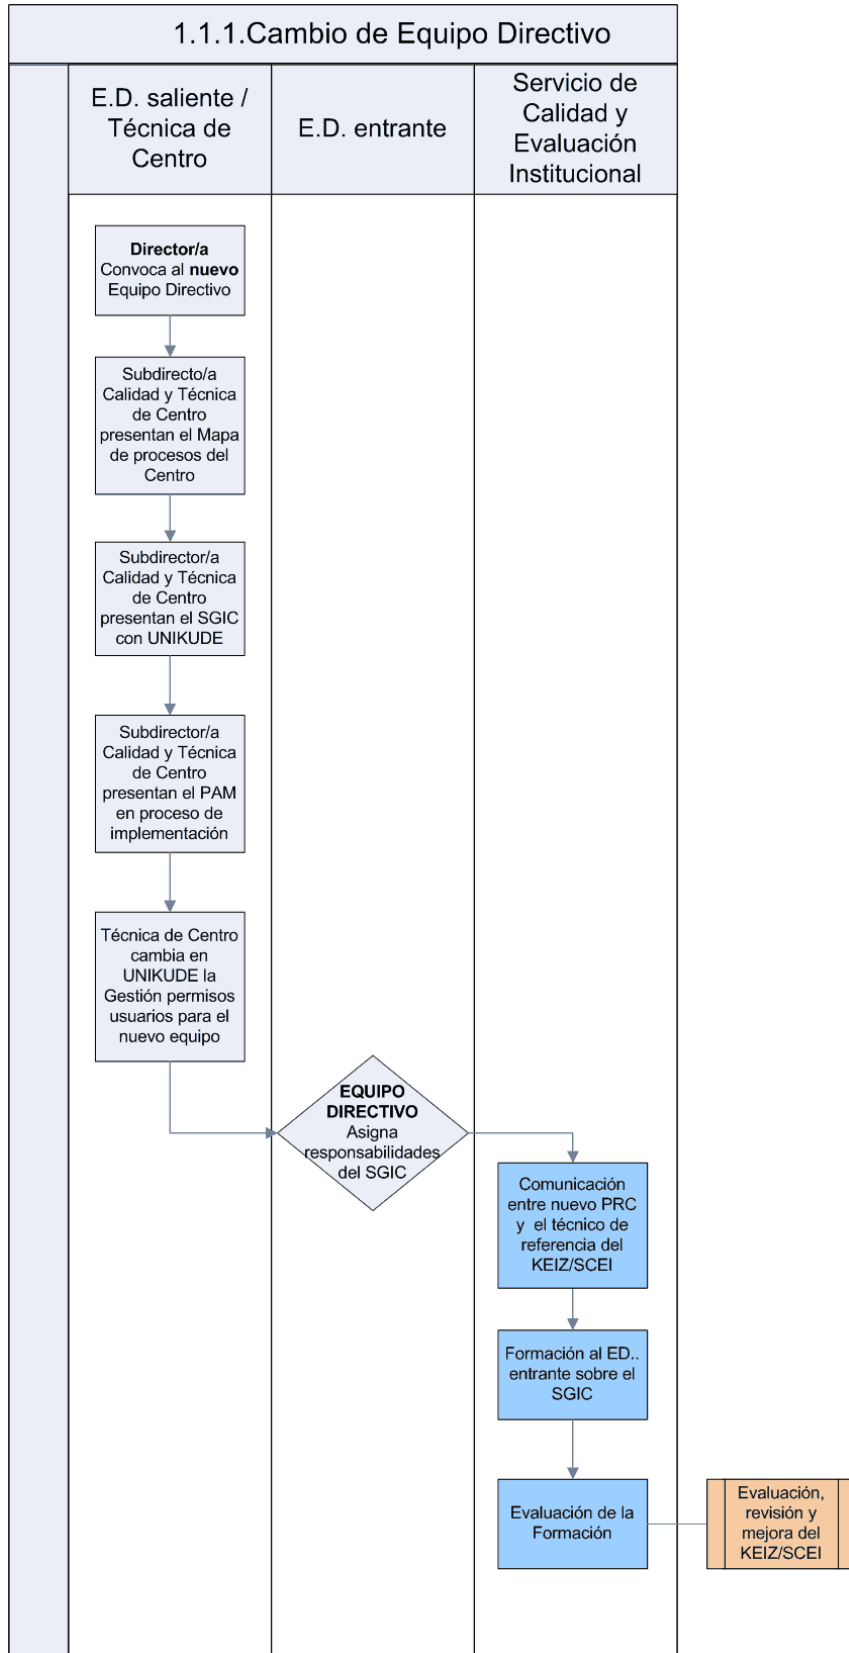 1.1.1.Cambio de Equipo Directivo
E.D. saliente /
Técnica de
Centro
E.D. entrante
Servicio de
Calidad y
Evaluación
Institucional
Director/a
Convoca al nuevo
Equipo Directivo
Subdirecto/a
Calidad y Técnica
de Centro
presentan el Mapa
de procesos del
Centro
Subdirector/a
Calidad y Técnica
de Centro
presentan el SGIC
con UNIKUDE
Subdirector/a
Calidad y Técnica
de Centro
presentan el PAM
en proceso de
implementación
Técnica de Centro
cambia en
UNIKUDE la
Gestión permisos
usuarios para el
nuevo equipo
EQUIPO
DIRECTIVO
Asigna
responsabilidades
del SGIC
Comunicación
entre nuevo PRC
y el técnico de
referencia del
KEIZ/SCEI
Formación al ED..
entrante sobre el
SGIC
Evaluación de la
Formación
Evaluación,
revisión y
mejora del
KEIZ/SCEI